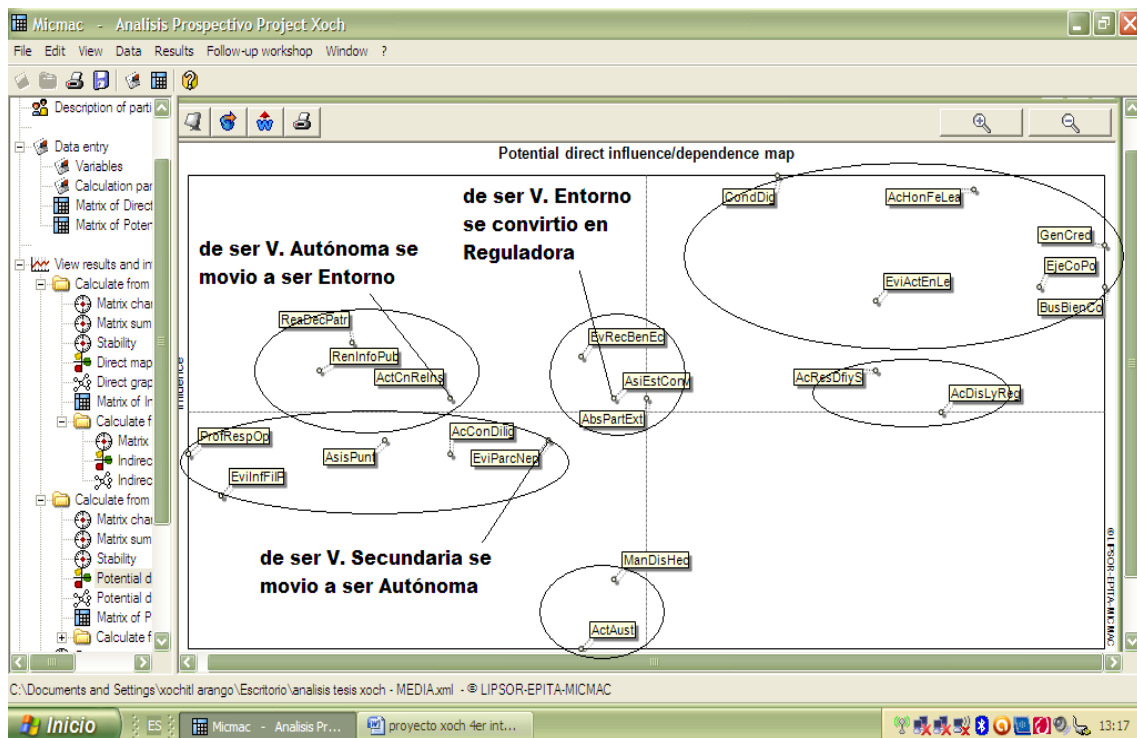 Micmac - Analisis Prospectivo Project Xoch
File Edit View Data Results Follow-up workshop Window ?
Description of parti
Data entry
Variables
Calculation par
Matrix of Direct
Matrix of Poten
View results and in
Calculate from
Matrix char
Matrix sum
Stability
Direct map
Direct grap
Matrix of In
Calculate f
Matrix
Indirec
Indirec
Calculate from
Matrix char
Matrix sum
Stability
Potential d
Potential d
Matrix of P
Calculate f
Potential direct influence/dependence map
de ser V. Entorno
se convirtio en
Reguladora
de ser V. Autónoma se
movio a ser Entorno
CondDig
AcHonFeLea
GenCred
EjeCoPo
EviActEnLe
BusBienCo
ReaDecPatr
RenInfoPub
ActCnReIns
EvRecBenEc
AsiEstConv
AbsPartExt
AcResDfiyS
AcDisLyReg
ProfRespOp
AsisPunt
AcConDilig
EviParcNep
EviInfFilP
de ser V. Secundaria se
movio a ser Autónoma
ManDisHec
ActAust
© LIPSOR-EPITA-MICMAC
C:\Documents and Settings\xochitl arango\Escritorio\analisis tesis xoch - MEDIA.xml - © LIPSOR-EPITA-MICMAC
Inicio
ES
Micmac - Analisis Pr...
proyecto xoch 4er int...
13:17